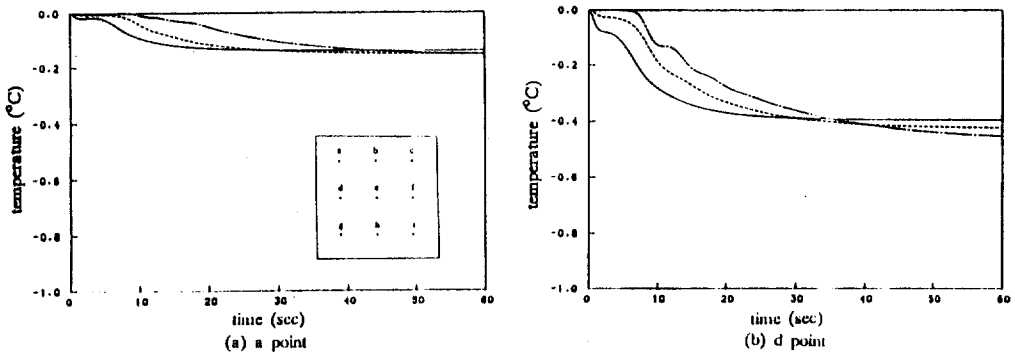 0.0
-0.2
-0.4
-0.6
-0.8
-1.0
temperature (°C)
a b c
d e f
g h i
0 10 20 30 40 50 60
time (sec)
(a) a point
0.0
-0.2
-0.4
-0.6
-0.8
-1.0
temperature (°C)
0 10 20 30 40 50 60
time (sec)
(b) d point